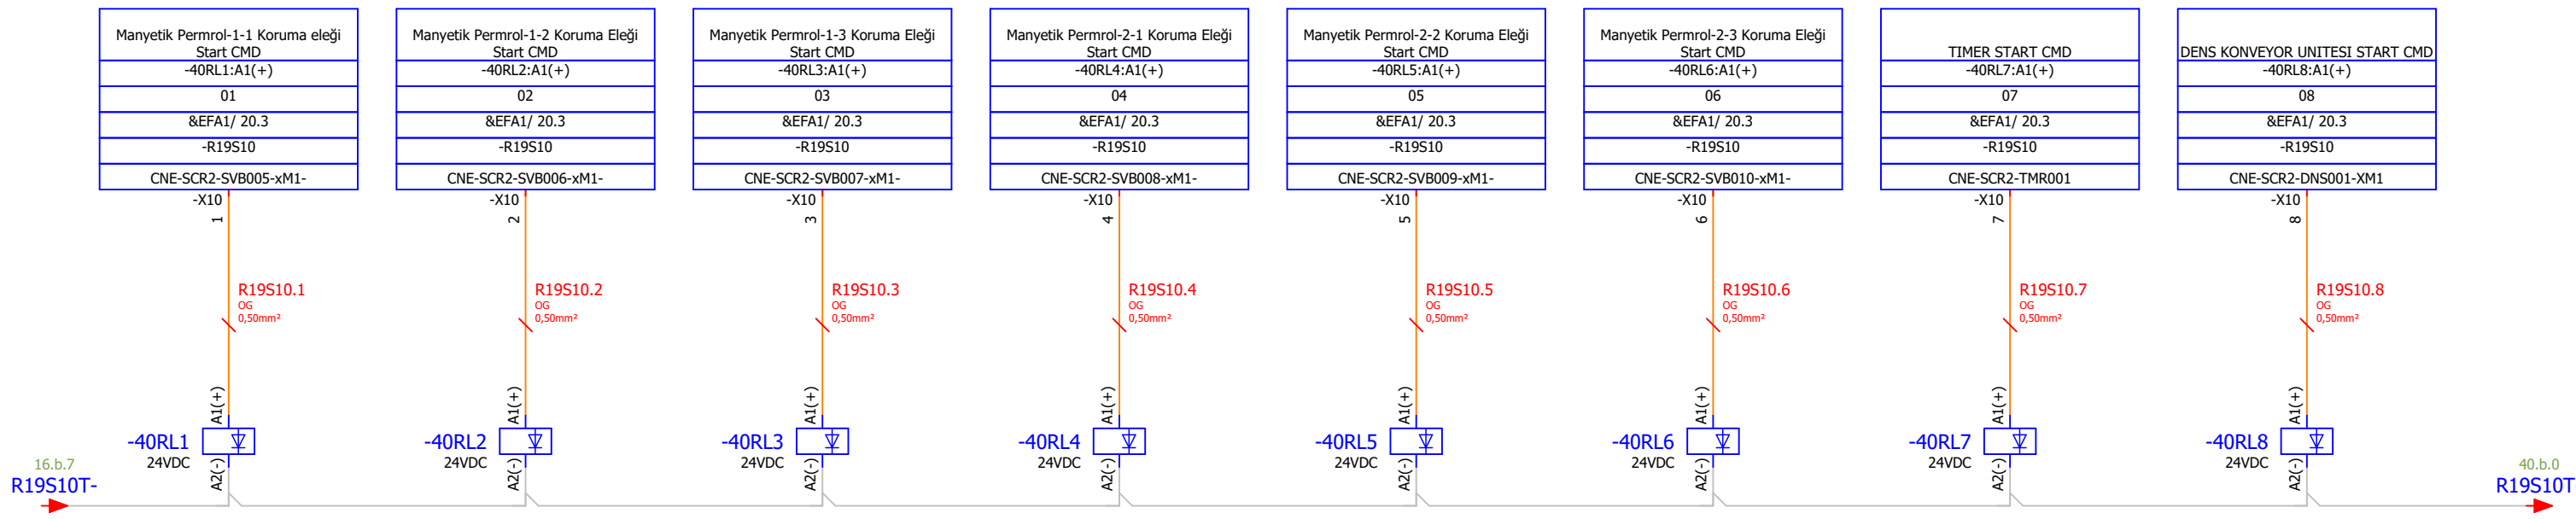 Manyetik Permrol-1-1 Koruma eleği
Start CMD
-40RL1:A1(+)
01
&EFA1/ 20.3
-R19S10
CNE-SCR2-SVB005-xM1-
Manyetik Permrol-1-2 Koruma Eleği
Start CMD
-40RL2:A1(+)
02
&EFA1/ 20.3
-R19S10
CNE-SCR2-SVB006-xM1-
Manyetik Permrol-1-3 Koruma Eleği
Start CMD
-40RL3:A1(+)
03
&EFA1/ 20.3
-R19S10
CNE-SCR2-SVB007-xM1-
Manyetik Permrol-2-1 Koruma Eleği
Start CMD
-40RL4:A1(+)
04
&EFA1/ 20.3
-R19S10
CNE-SCR2-SVB008-xM1-
Manyetik Permrol-2-2 Koruma Eleği
Start CMD
-40RL5:A1(+)
05
&EFA1/ 20.3
-R19S10
CNE-SCR2-SVB009-xM1-
Manyetik Permrol-2-3 Koruma Eleği
Start CMD
-40RL6:A1(+)
06
&EFA1/ 20.3
-R19S10
CNE-SCR2-SVB010-xM1-
TIMER START CMD
-40RL7:A1(+)
07
&EFA1/ 20.3
-R19S10
CNE-SCR2-TMR001
DENS KONVEYOR UNITESI START CMD
-40RL8:A1(+)
08
&EFA1/ 20.3
-R19S10
CNE-SCR2-DNS001-XM1
-X10
1
R19S10.1
OG
0,50mm²
A1(+)
-40RL1
24VDC
A2(-)
-X10
2
R19S10.2
OG
0,50mm²
A1(+)
-40RL2
24VDC
A2(-)
-X10
3
R19S10.3
OG
0,50mm²
A1(+)
-40RL3
24VDC
A2(-)
-X10
4
R19S10.4
OG
0,50mm²
A1(+)
-40RL4
24VDC
A2(-)
-X10
5
R19S10.5
OG
0,50mm²
A1(+)
-40RL5
24VDC
A2(-)
-X10
6
R19S10.6
OG
0,50mm²
A1(+)
-40RL6
24VDC
A2(-)
-X10
7
R19S10.7
OG
0,50mm²
A1(+)
-40RL7
24VDC
A2(-)
-X10
8
R19S10.8
OG
0,50mm²
A1(+)
-40RL8
24VDC
A2(-)
16.b.7
R19S10T-
40.b.0
R19S10T